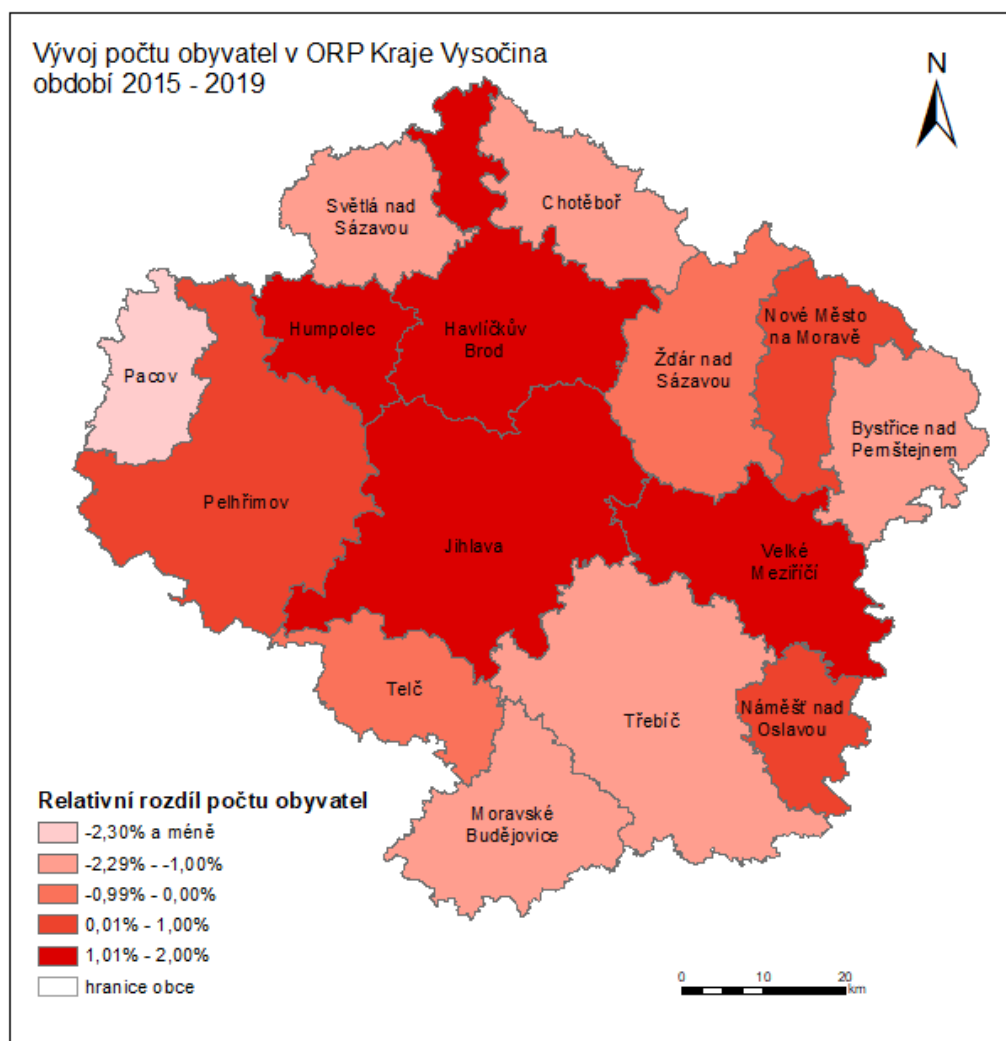 Vývoj počtu obyvatel v ORP Kraje Vysočina
období 2015 - 2019
N
Světlá nad
Sázavou
Chotěboř
Humpolec
Havlíčkův
Brod
Nové Město
na Moravě
Pacov
Žďár nad
Sázavou
Bystřice nad
Pernštejnem
Pelhřimov
Jihlava
Velké
Meziříčí
Telč
Třebíč
Náměšť nad
Oslavou
Moravské
Budějovice
Relativní rozdíl počtu obyvatel
-2,30% a méně
-2,29% - -1,00%
-0,99% - 0,00%
0,01% - 1,00%
1,01% - 2,00%
hranice obce
0 10 20
km